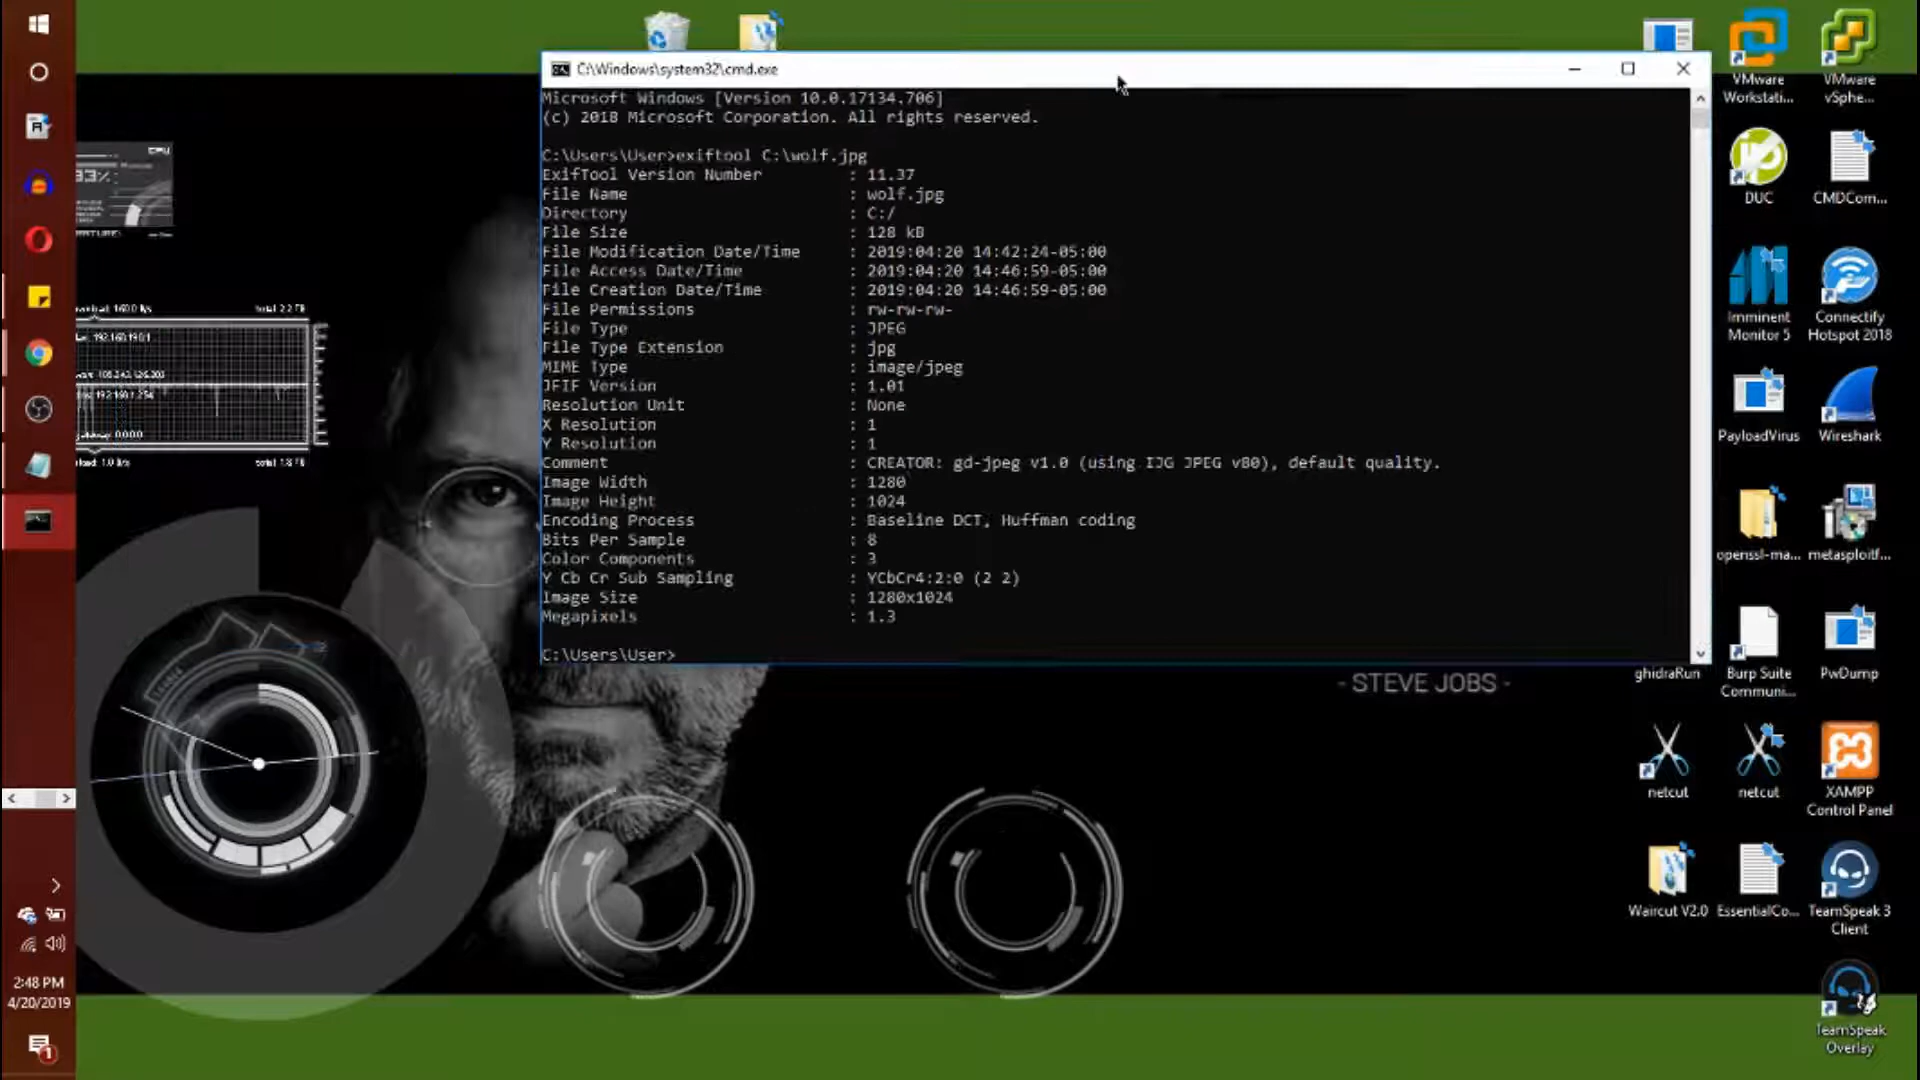 C:\Windows\system32\cmd.exe
Microsoft Windows [Version 10.0.17134.706]
(c) 2018 Microsoft Corporation. All rights reserved.
C:\Users\User>exiftool C:\wolf.jpg
ExifTool Version Number : 11.37
File Name : wolf.jpg
Directory : C:/
File Size : 128 kB
File Modification Date/Time : 2019:04:20 14:42:24-05:00
File Access Date/Time : 2019:04:20 14:46:59-05:00
File Creation Date/Time : 2019:04:20 14:46:59-05:00
File Permissions : rw-rw-rw-
File Type : JPEG
File Type Extension : jpg
MIME Type : image/jpeg
JFIF Version : 1.01
Resolution Unit : None
X Resolution : 1
Y Resolution : 1
Comment : CREATOR: gd-jpeg v1.0 (using IJG JPEG v80), default quality.
Image Width : 1280
Image Height : 1024
Encoding Process : Baseline DCT, Huffman coding
Bits Per Sample : 8
Color Components : 3
Y Cb Cr Sub Sampling : YCbCr4:2:0 (2 2)
Image Size : 1280x1024
Megapixels : 1.3
C:\Users\User>
- STEVE JOBS -
VMware
Workstati...
VMware
vSphe...
DUC
CMDCom...
Imminent
Monitor 5
Connectify
Hotspot 2018
PayloadVirus
Wireshark
openssl-ma...
metasploitf...
ghidraRun
Burp Suite
Communi...
PwDump
netcut
netcut
XAMPP
Control Panel
Waircut V2.0
EssentialCo...
TeamSpeak 3
Client
TeamSpeak
Overlay
CPU
total 2.2 TB
total 1.8 TB
2:48 PM
4/20/2019
1